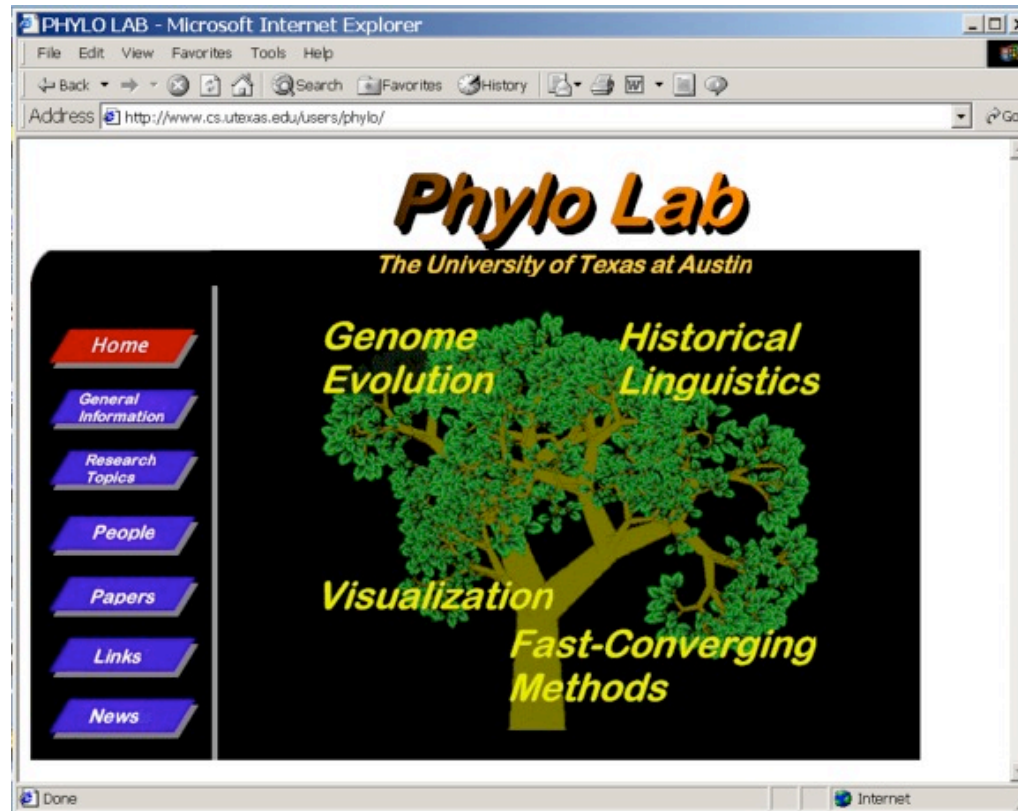 PHYLO LAB - Microsoft Internet Explorer
File Edit View Favorites Tools Help
Back Search Favorites History
Address http://www.cs.utexas.edu/users/phylo/ Go
Phylo Lab
The University of Texas at Austin
Home
General
Information
Research
Topics
People
Papers
Links
News
Genome
Evolution
Historical
Linguistics
Visualization
Fast-Converging
Methods
Done Internet